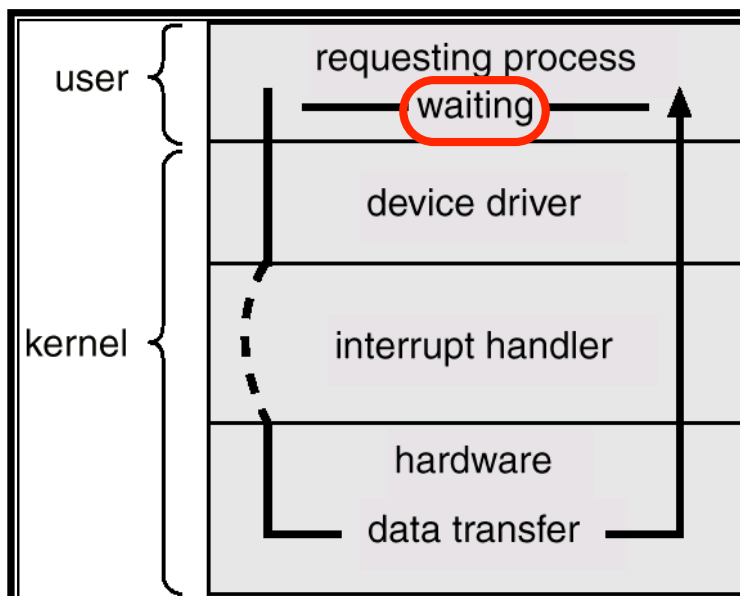 requesting process
user
waiting
device driver
kernel
interrupt handler
hardware
data transfer